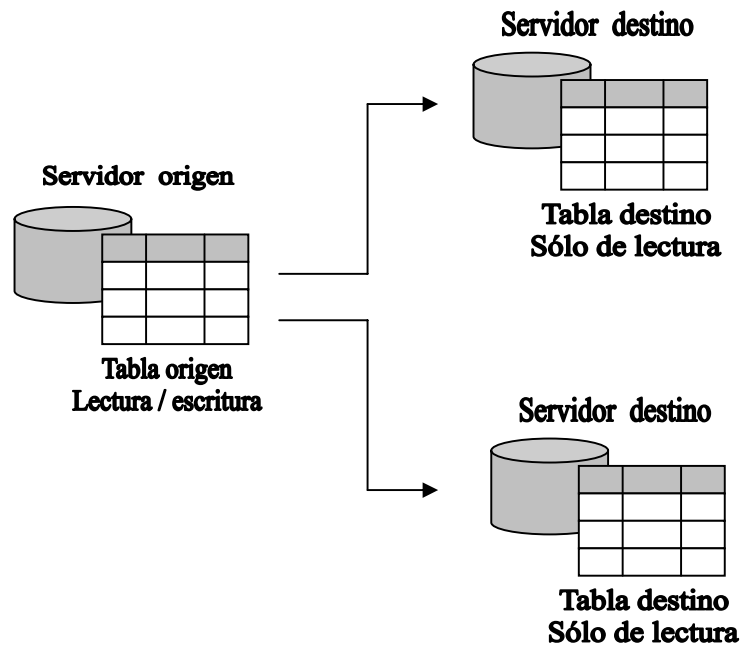 Servidor destino
Tabla destino
Sólo de lectura
Servidor origen
Tabla origen
Lectura / escritura
Servidor destino
Tabla destino
Sólo de lectura